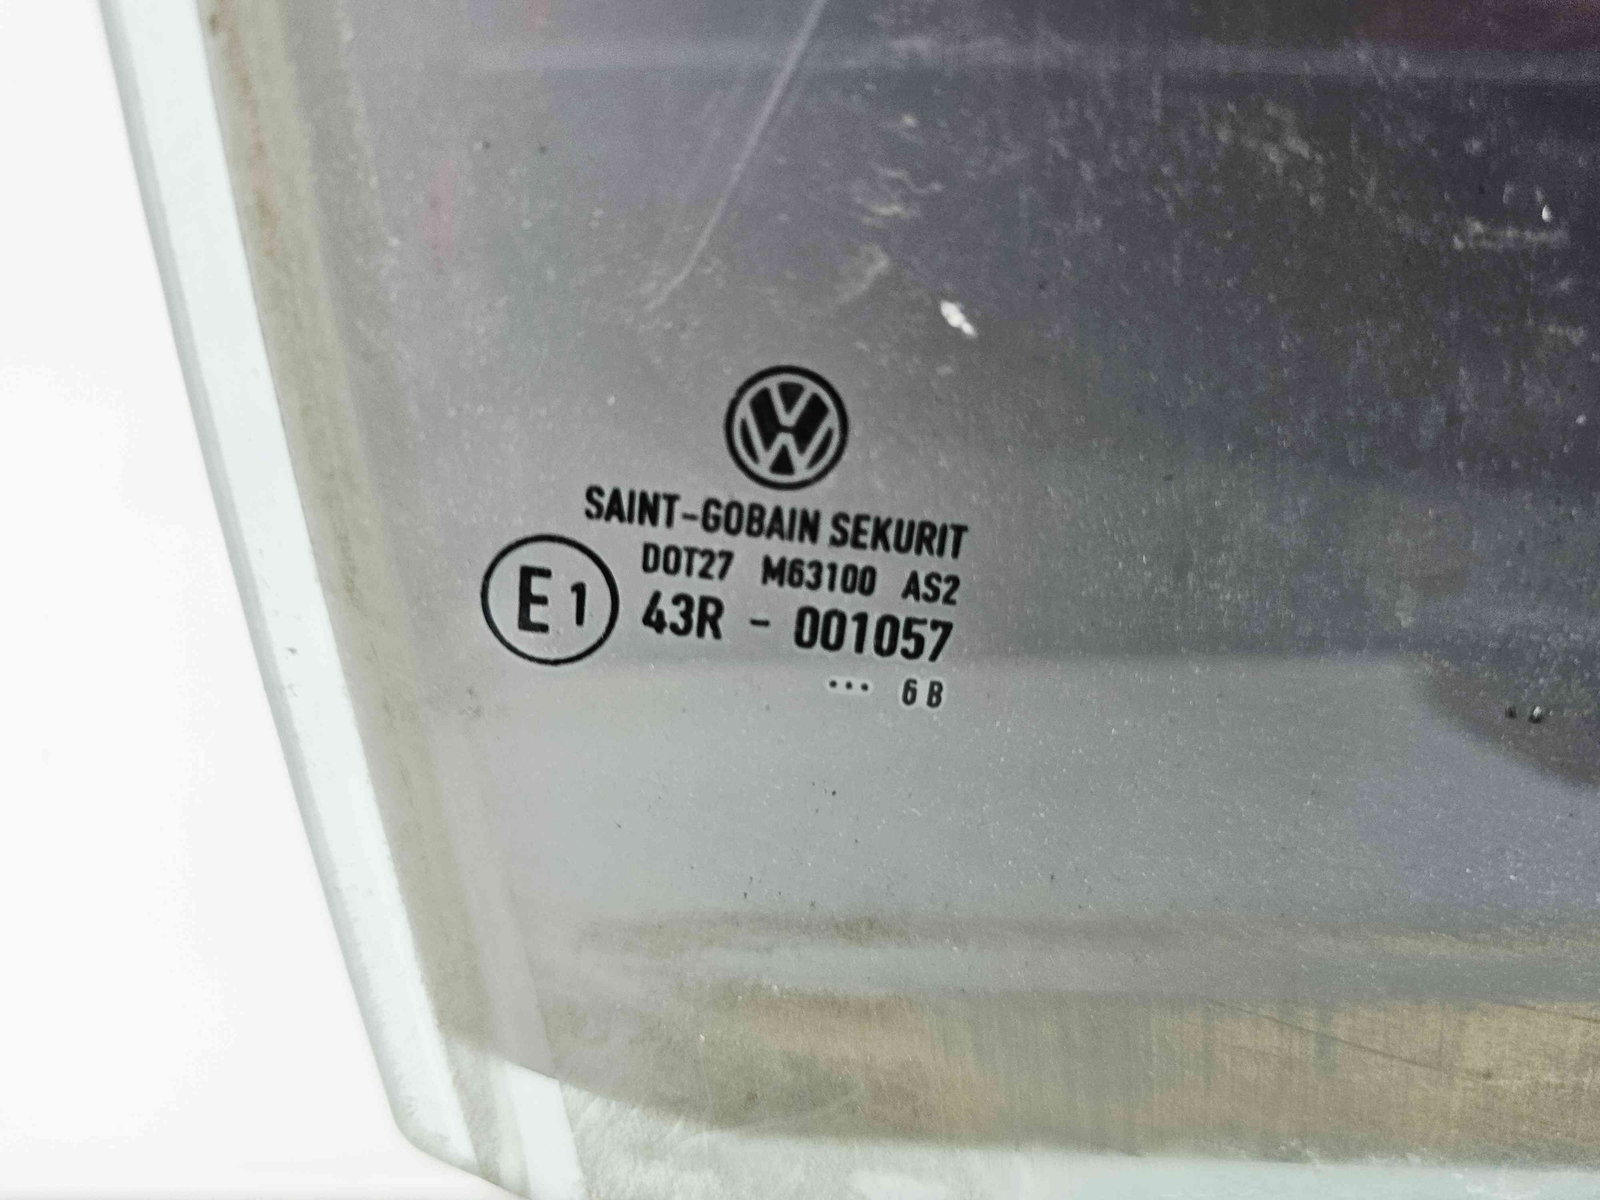 SAINT-GOBAIN SEKURIT
DOT27 M63100 AS2
E1 43R - 001057
... 6 B